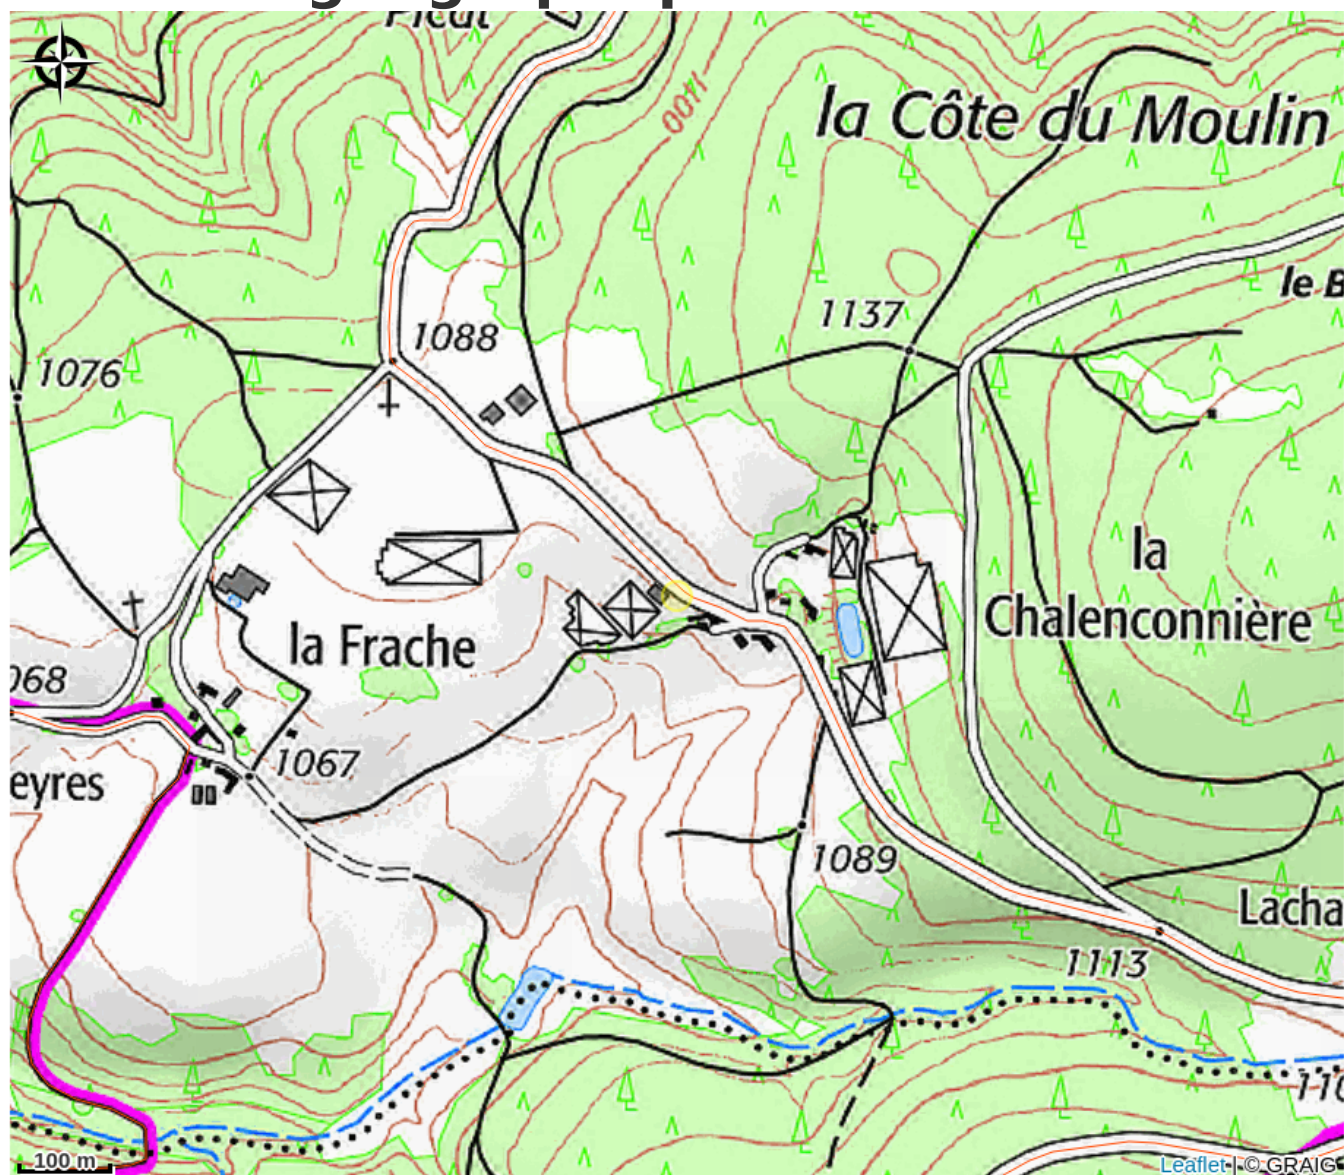 la Côte du Moulin
1100
le B
1137
1088
1076
la
Chalenconnière
la Frache
068
1067
eyres
1089
Lacha
1113
110
100 m
Leaflet | © GRAIG